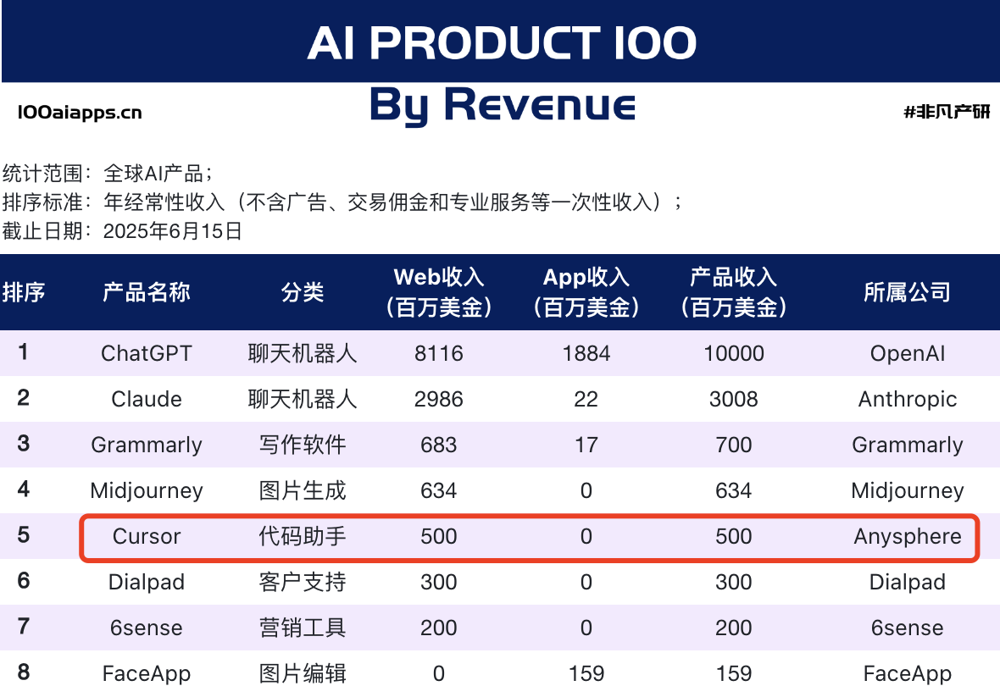 AI PRODUCT 100
By Revenue
100aiapps.cn
#非凡产研
统计范围：全球AI产品；
排序标准：年经常性收入（不含广告、交易佣金和专业服务等一次性收入）；
截止日期：2025年6月15日
排序 产品名称 分类 Web收入（百万美金） App收入（百万美金） 产品收入（百万美金） 所属公司
1 ChatGPT 聊天机器人 8116 1884 10000 OpenAI
2 Claude 聊天机器人 2986 22 3008 Anthropic
3 Grammarly 写作软件 683 17 700 Grammarly
4 Midjourney 图片生成 634 0 634 Midjourney
5 Cursor 代码助手 500 0 500 Anysphere
6 Dialpad 客户支持 300 0 300 Dialpad
7 6sense 营销工具 200 0 200 6sense
8 FaceApp 图片编辑 0 159 159 FaceApp